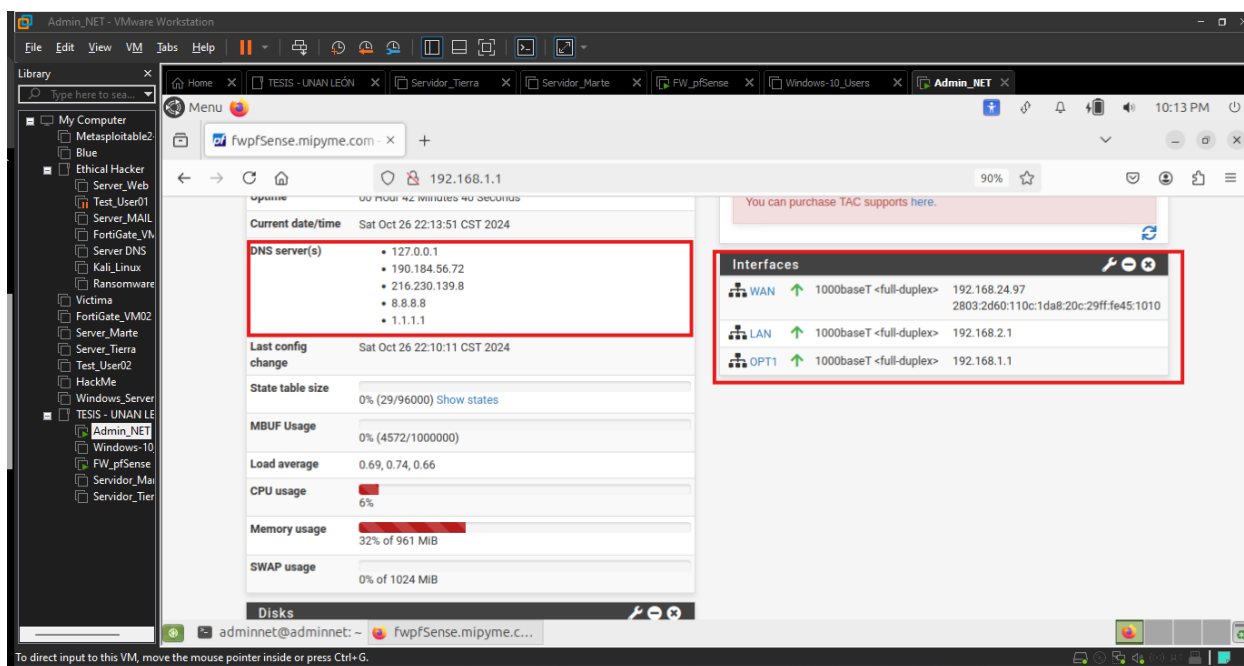 Admin_NET - VMware Workstation
File Edit View VM Tabs Help
Library
Type here to sea...
Home TESIS - UNAN LEÓN Servidor_Tierra Servidor_Marte FW_pfSense Windows-10_Users Admin_NET
My Computer
Metasploitable2-
Blue
Ethical Hacker
Server_Web
Test_User01
Server_MAIL
FortiGate_VM
Server DNS
Kali_Linux
Ransomware
Victima
FortiGate_VM02
Server_Marte
Server_Tierra
Test_User02
HackMe
Windows_Server
TESIS - UNAN LE
Admin_NET
Windows-10_
FW_pfSense
Servidor_Mar
Servidor_Tier
Menu 10:13 PM
fwpfSense.mipyme.com -
192.168.1.1 90%
Uptime 00 Hour 42 Minutes 40 Seconds
Current date/time Sat Oct 26 22:13:51 CST 2024
DNS server(s)
• 127.0.0.1
• 190.184.56.72
• 216.230.139.8
• 8.8.8.8
• 1.1.1.1
Last config change Sat Oct 26 22:10:11 CST 2024
State table size
0% (29/96000) Show states
MBUF Usage
0% (4572/1000000)
Load average 0.69, 0.74, 0.66
CPU usage
6%
Memory usage
32% of 961 MiB
SWAP usage
0% of 1024 MiB
Disks
You can purchase TAC supports here.
Interfaces
WAN 1000baseT <full-duplex> 192.168.24.97
2803:2d60:110c:1da8:20c:29ff:fe45:1010
LAN 1000baseT <full-duplex> 192.168.2.1
OPT1 1000baseT <full-duplex> 192.168.1.1
adminnet@adminnet: ~ fwpfSense.mipyme.c...
To direct input to this VM, move the mouse pointer inside or press Ctrl+G.